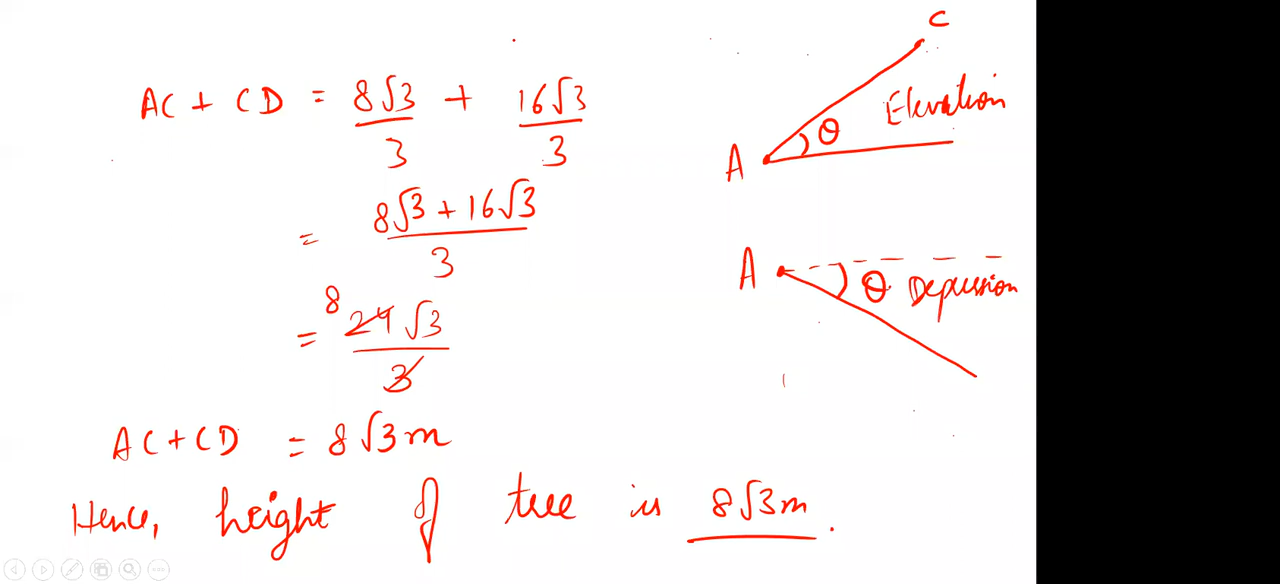 AC + CD = 8√3/3 + 16√3/3
= 8√3 + 16√3/3
= 8 24√3/3
AC + CD = 8√3 m
Hence, height of tree is 8√3 m.
C
Elevation
θ
A
A
θ Depression